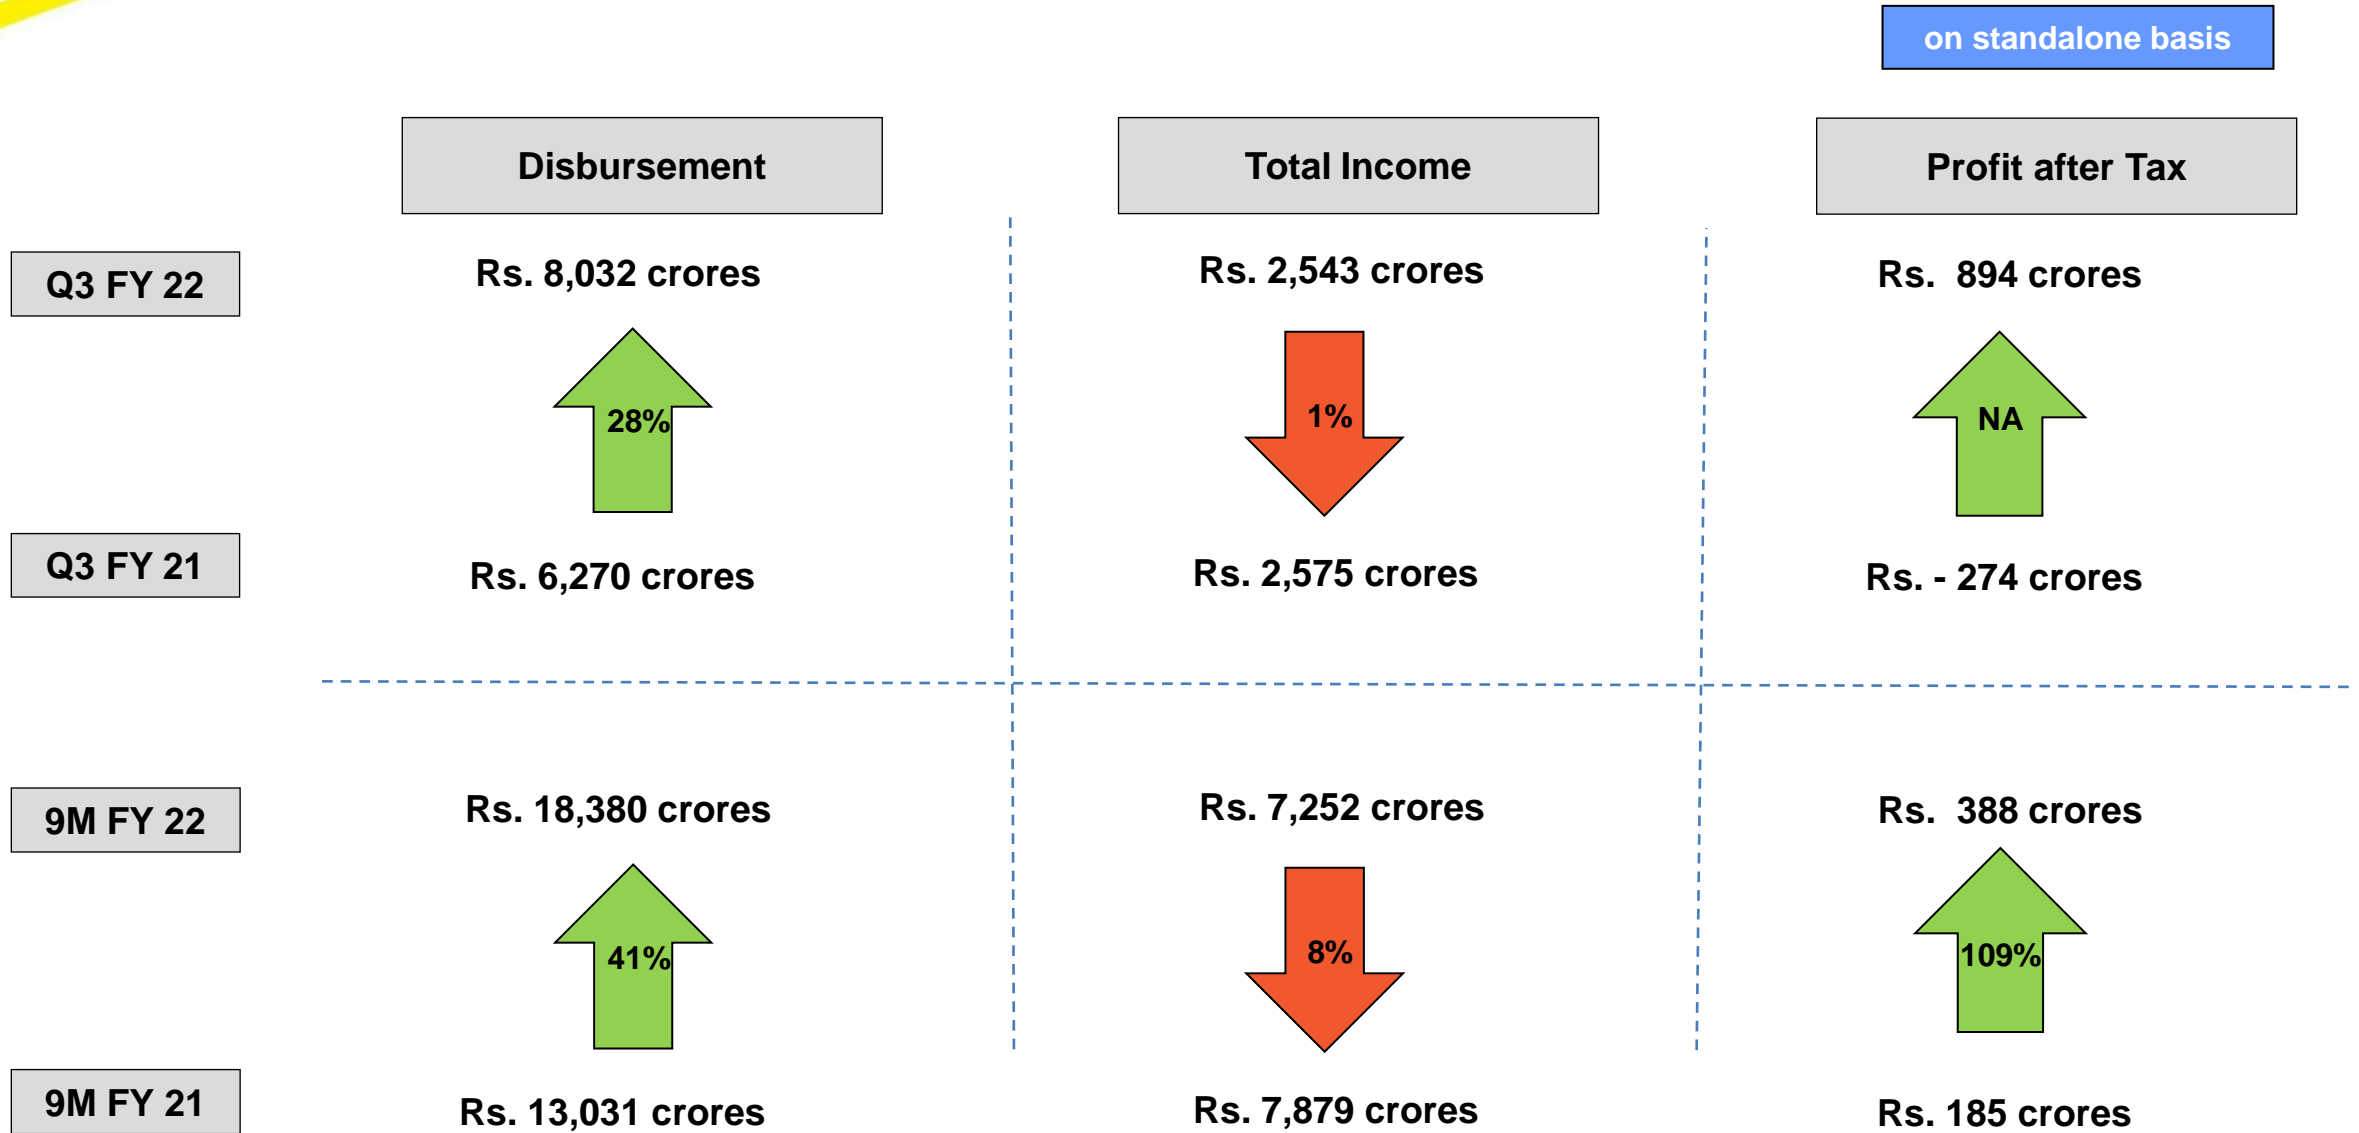 on standalone basis
Disbursement
Total Income
Profit after Tax
Q3 FY 22
Rs. 8,032 crores
Rs. 2,543 crores
Rs.  894 crores
28%
1%
NA
Q3 FY 21
Rs. 6,270 crores
Rs. 2,575 crores
Rs. - 274 crores
9M FY 22
Rs. 18,380 crores
Rs. 7,252 crores
Rs.  388 crores
41%
8%
109%
9M FY 21
Rs. 13,031 crores
Rs. 7,879 crores
Rs. 185 crores